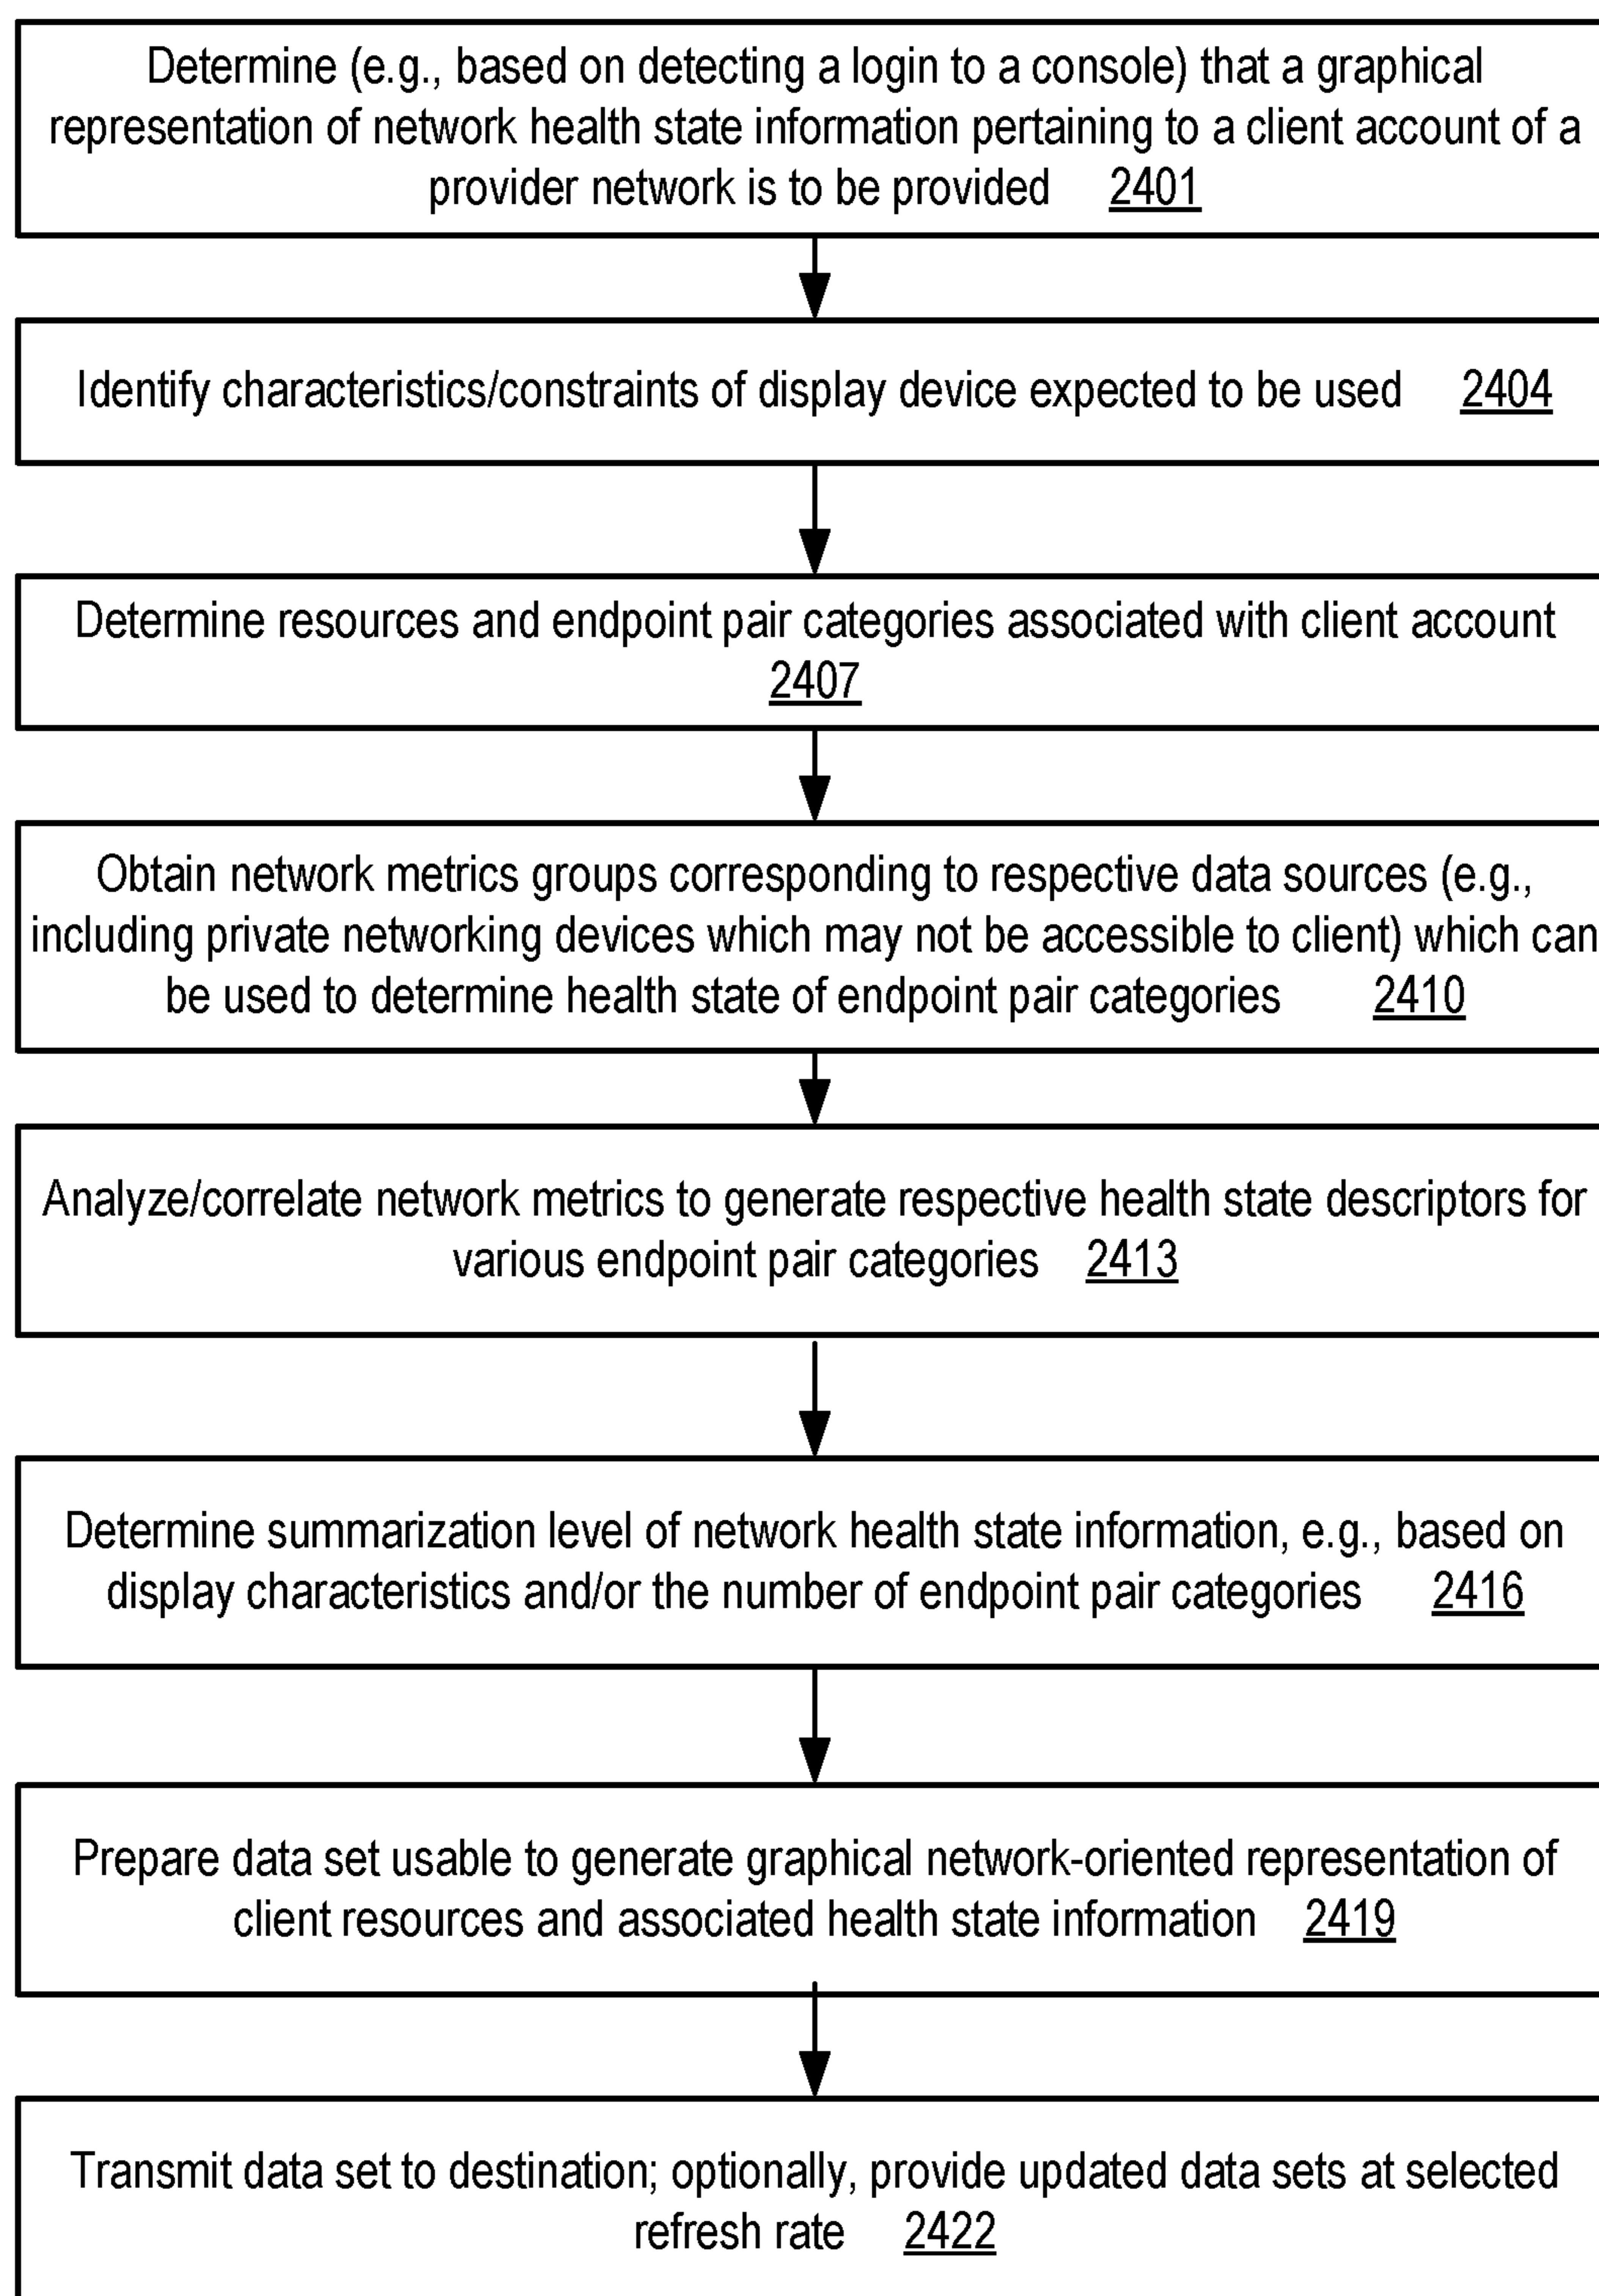 Determine (e.g., based on detecting a login to a console) that a graphical
representation of network health state information pertaining to a client account of a
provider network is to be provided 2401
Identify characteristics/constraints of display device expected to be used 2404
Determine resources and endpoint pair categories associated with client account
2407
Obtain network metrics groups corresponding to respective data sources (e.g.,
including private networking devices which may not be accessible to client) which can
be used to determine health state of endpoint pair categories 2410
Analyze/correlate network metrics to generate respective health state descriptors for
various endpoint pair categories 2413
Determine summarization level of network health state information, e.g., based on
display characteristics and/or the number of endpoint pair categories 2416
Prepare data set usable to generate graphical network-oriented representation of
client resources and associated health state information 2419
Transmit data set to destination; optionally, provide updated data sets at selected
refresh rate 2422